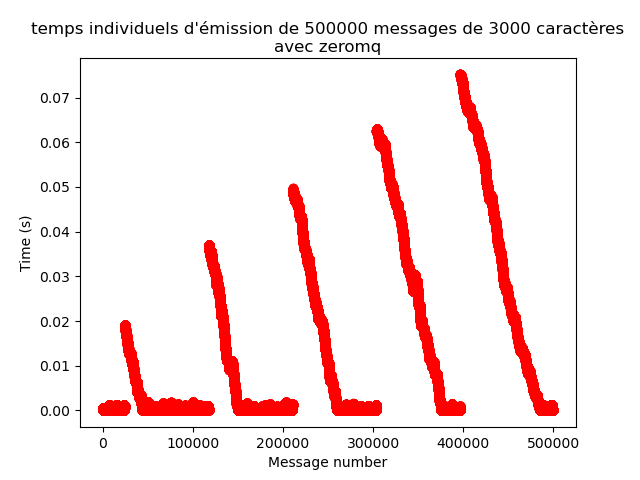 temps individuels d'émission de 500000 messages de 3000 caractères
avec zeromq
0.07
0.06
0.05
0.04
0.03
0.02
0.01
0.00
Time (s)
0 100000 200000 300000 400000 500000
Message number